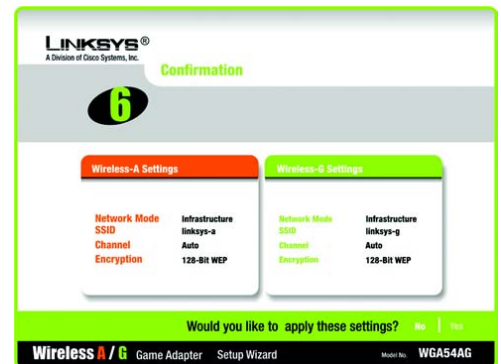 LINKSYS®
A Division of Cisco Systems, Inc.
Confirmation
6
Wireless-A Settings
Network Mode Infrastructure
SSID linksys-a
Channel Auto
Encryption 128-Bit WEP
Wireless-G Settings
Network Mode Infrastructure
SSID linksys-g
Channel Auto
Encryption 128-Bit WEP
Would you like to apply these settings? No | Yes
Wireless A / G Game Adapter Setup Wizard Model No. WGA54AG